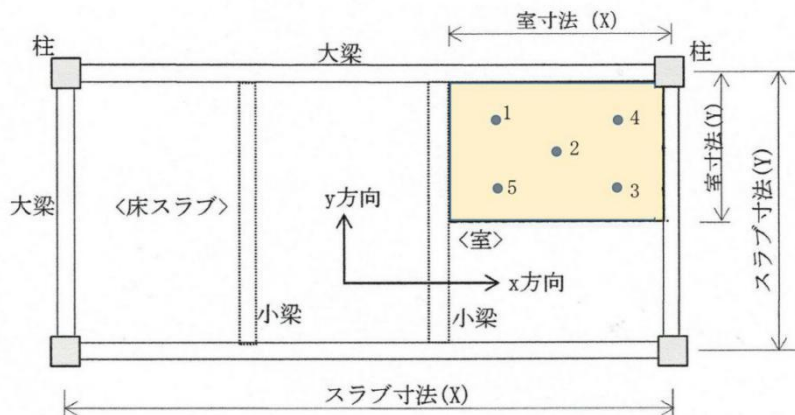 室寸法 (X)
柱
大梁
柱
1
4
2
5
3
室寸法(Y)
スラブ寸法(Y)
大梁
<床スラブ>
y方向
<室>
x方向
小梁
小梁
スラブ寸法(X)